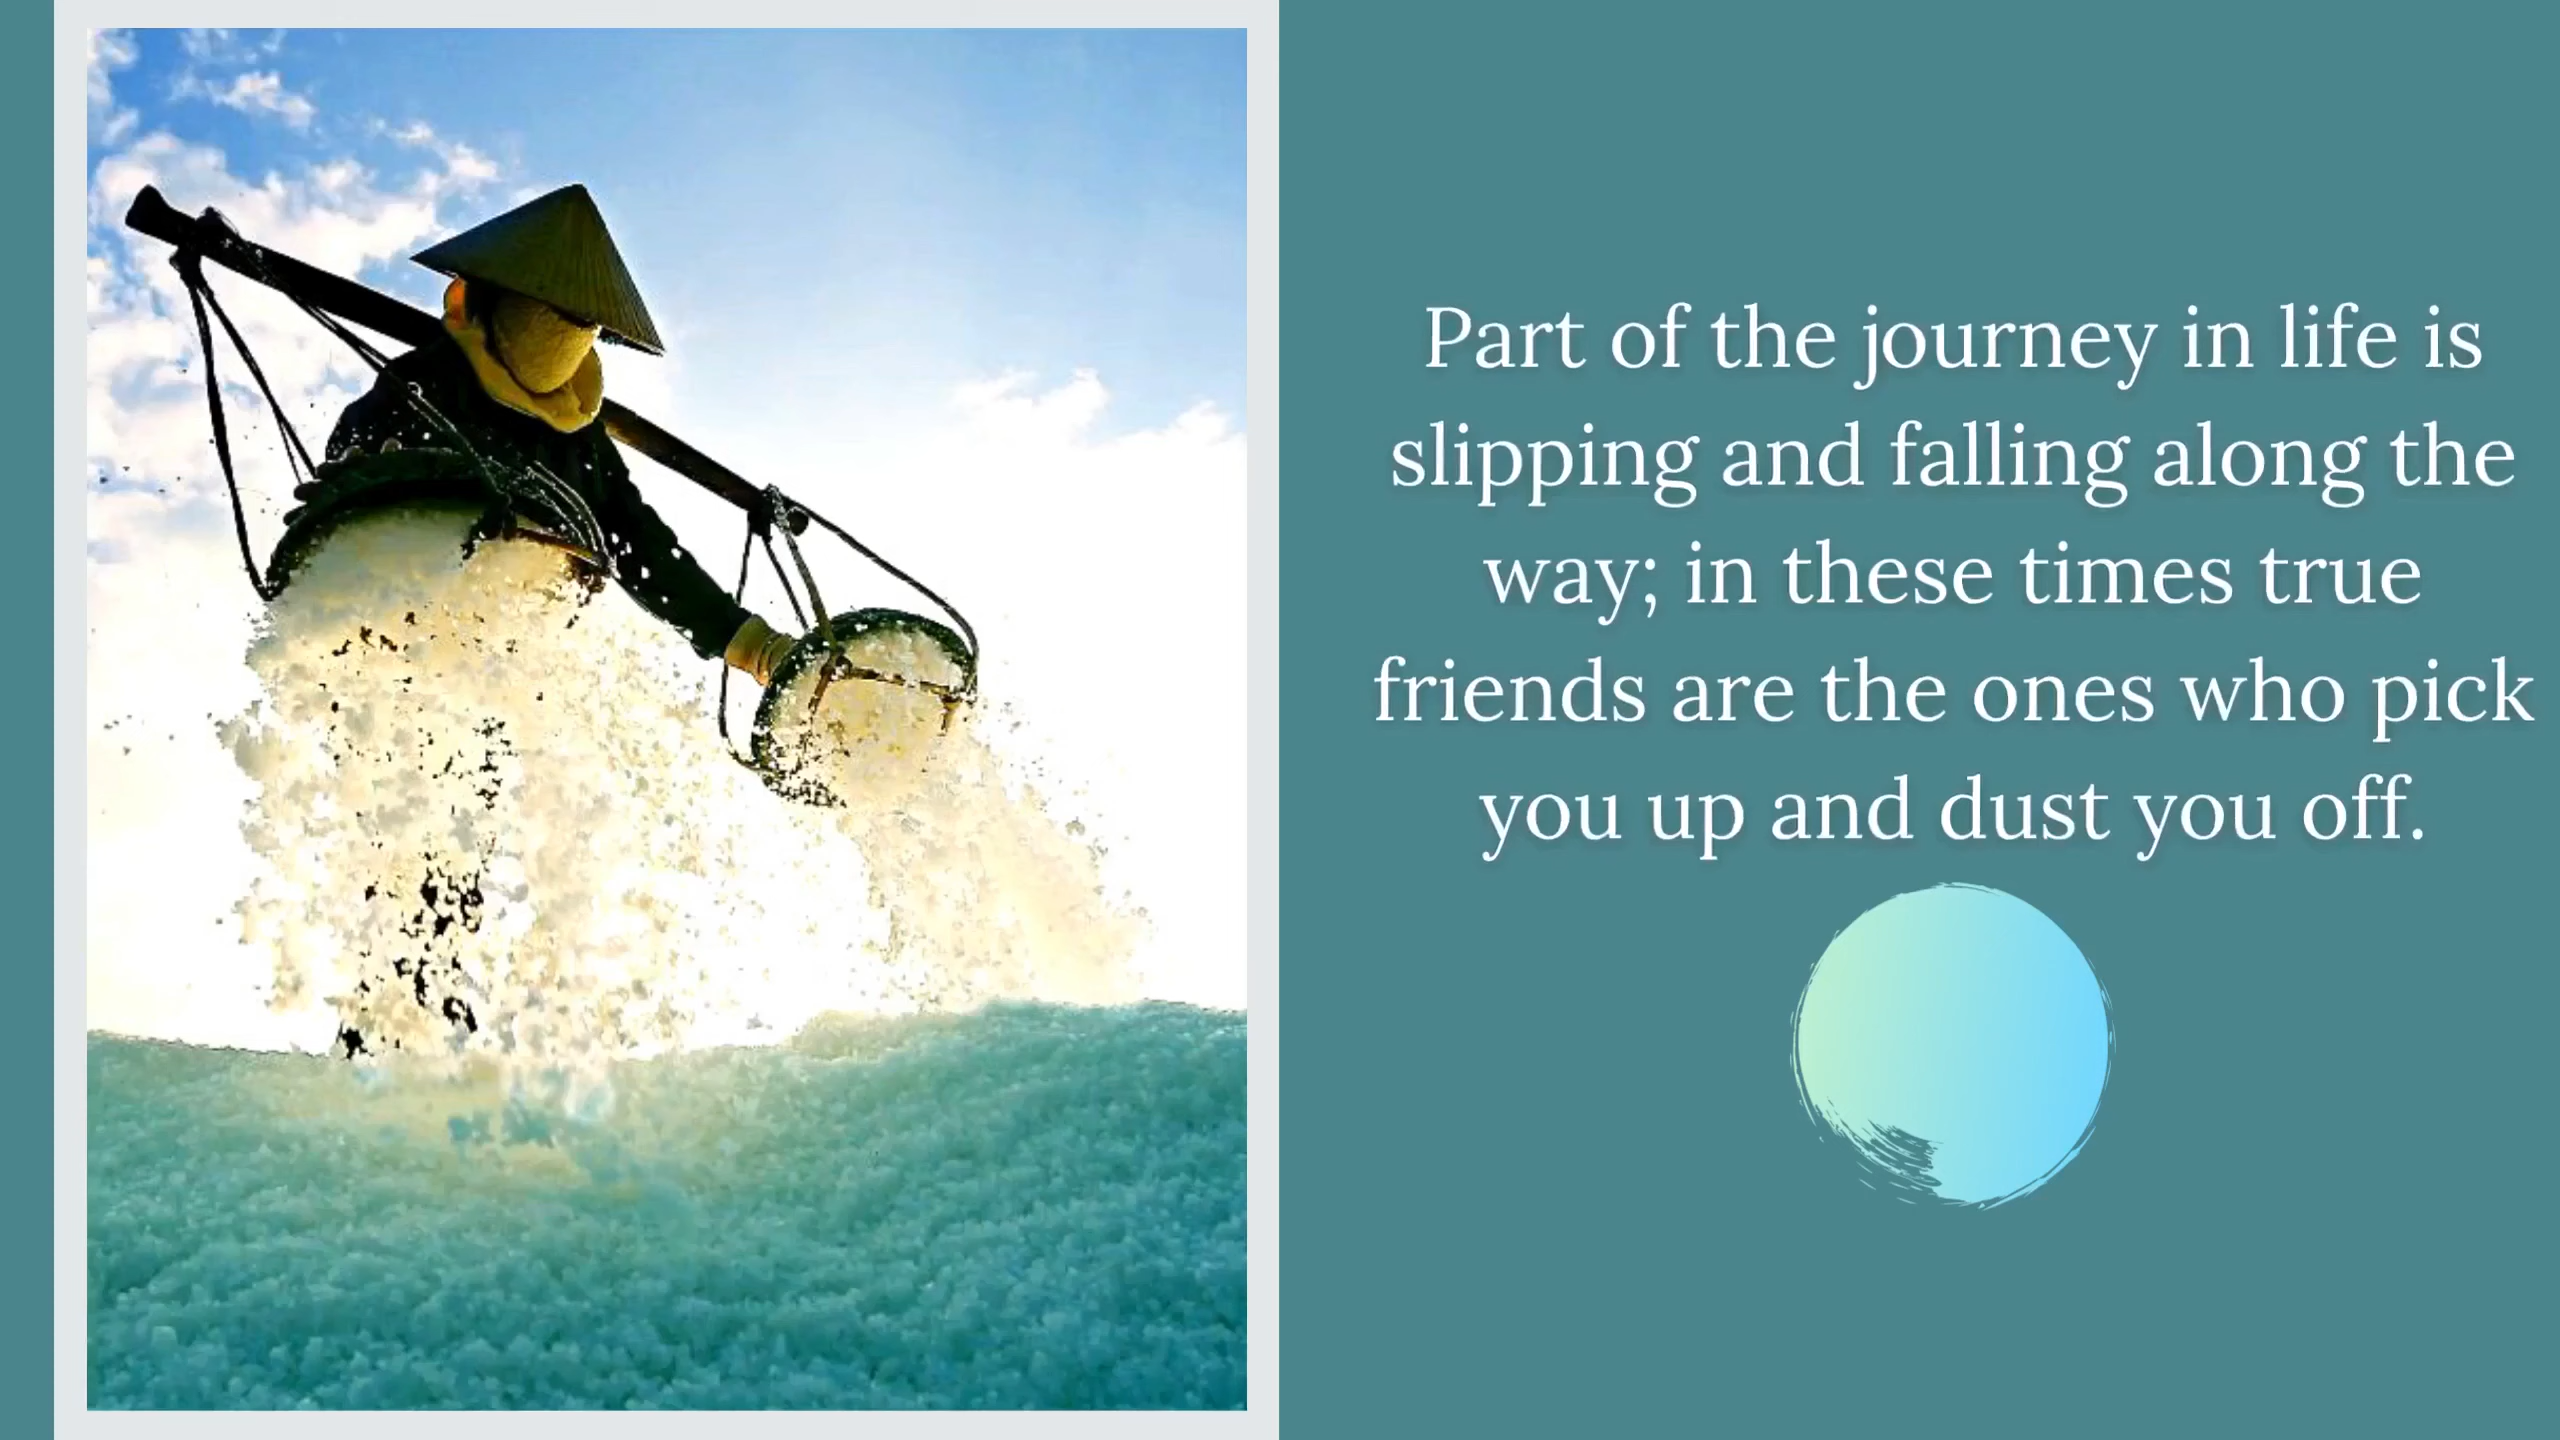 Part of the journey in life is
slipping and falling along the
way; in these times true
friends are the ones who pick
you up and dust you off.